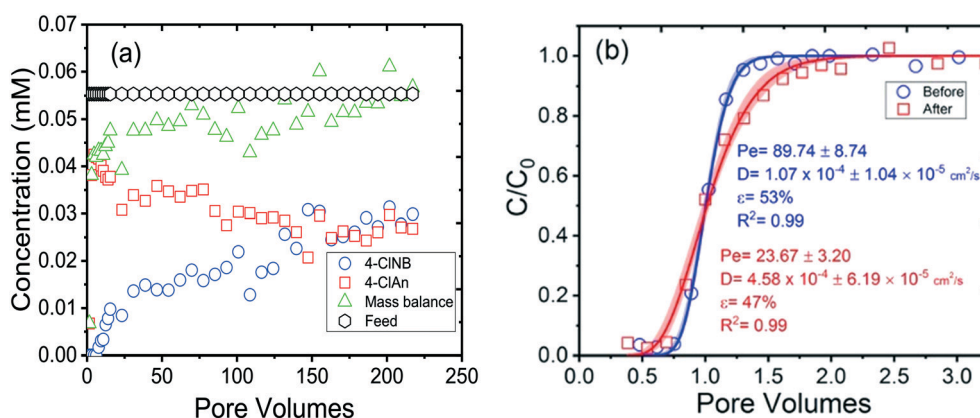 (a)
Concentration (mM)
0.07
0.06
0.05
0.04
0.03
0.02
0.01
0.00
0 50 100 150 200 250
Pore Volumes
4-ClNB
4-ClAn
Mass balance
Feed
(b)
C/C0
1.0
0.8
0.6
0.4
0.2
0.0
0.0 0.5 1.0 1.5 2.0 2.5 3.0
Pore Volumes
Before
After
Pe= 89.74 ± 8.74
D= 1.07 x 10⁻⁴ ± 1.04 × 10⁻⁵ cm²/s
ε= 53%
R²= 0.99
Pe= 23.67 ± 3.20
D= 4.58 x 10⁻⁴ ± 6.19 × 10⁻⁵ cm²/s
ε= 47%
R²= 0.99